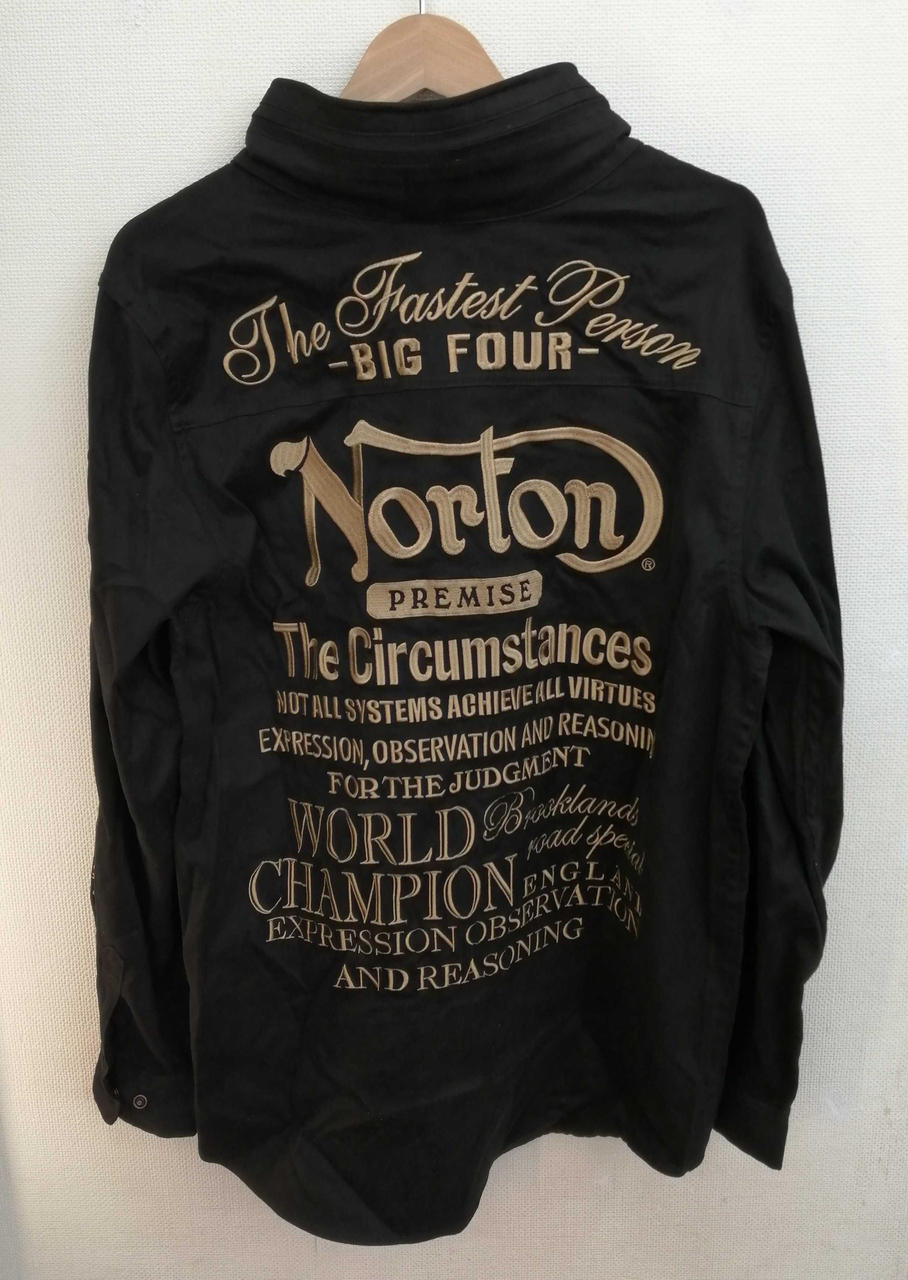 The Fastest Person
-BIG FOUR-
Norton®
PREMISE
The Circumstances
NOT ALL SYSTEMS ACHIEVE ALL VIRTUES
EXPRESSION, OBSERVATION AND REASONIN
FOR THE JUDGMENT
WORLD Brooklands
road special
CHAMPION ENGLAND
EXPRESSION OBSERVATION
AND REASONING